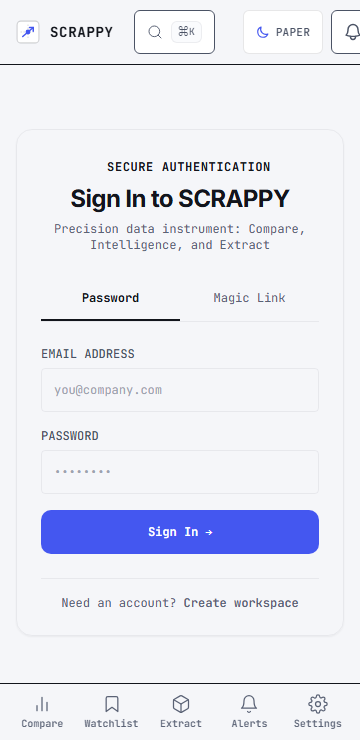 SCRAPPY
⌘K
PAPER
SECURE AUTHENTICATION
Sign In to SCRAPPY
Precision data instrument: Compare,
Intelligence, and Extract
Password
Magic Link
EMAIL ADDRESS
you@company.com
PASSWORD
••••••••
Sign In →
Need an account? Create workspace
Compare
Watchlist
Extract
Alerts
Settings